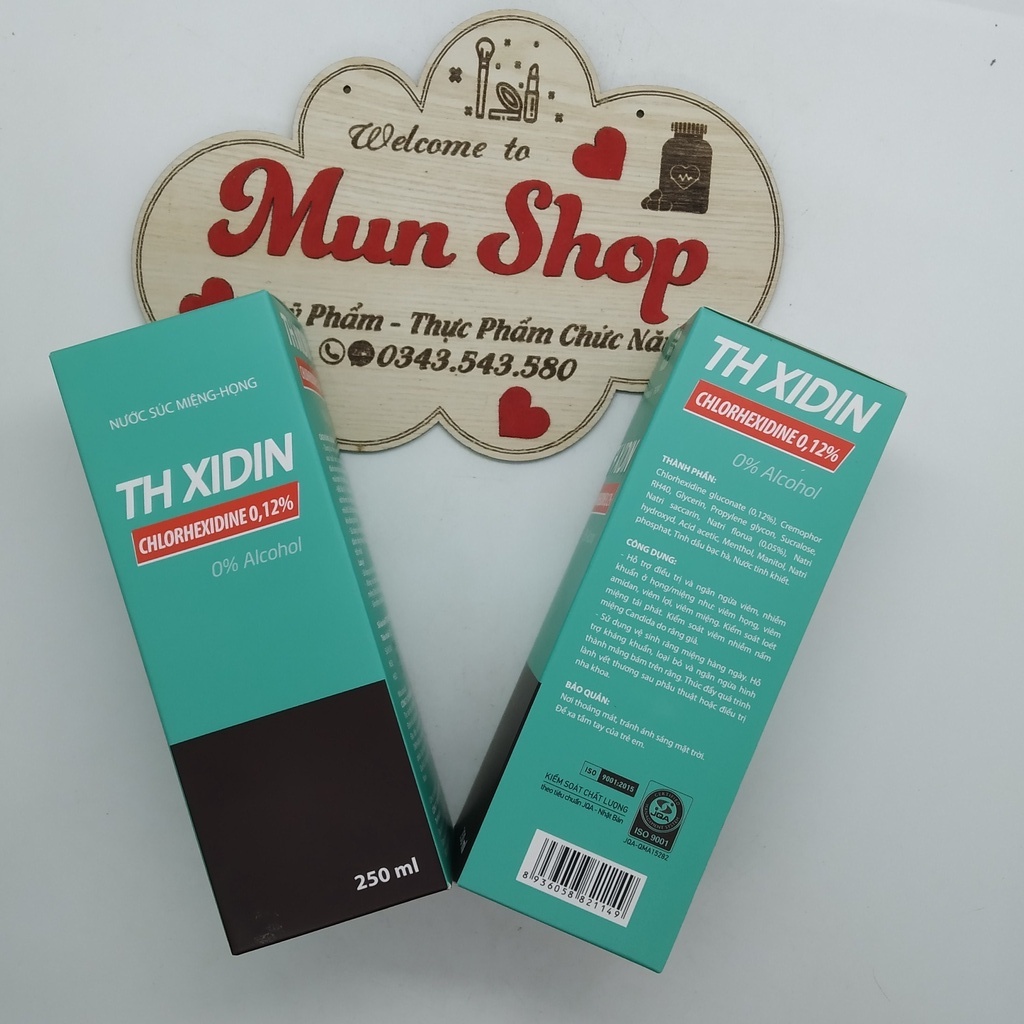 Welcome to
Mun Shop
Phẩm - Thực Phẩm Chức Nă
0343.543.580
NƯỚC SÚC MIỆNG-HỌNG
TH XIDIN
CHLORHEXIDINE 0,12%
0% Alcohol
250 ml
TH XIDIN
CHLORHEXIDINE 0,12%
0% Alcohol
THÀNH PHẦN:
Chlorhexidine gluconate (0,12%), Cremophor
RH40, Glycerin, Propylene glycon, Sucralose,
Natri saccarin, Natri florua (0,05%), Natri
hydroxyd, Acid acetic, Menthol, Manitol, Natri
phosphat, Tinh dầu bạc hà, Nước tinh khiết.
CÔNG DỤNG:
- Hỗ trợ điều trị và ngăn ngừa viêm, nhiễm
khuẩn ở họng/miệng như: viêm họng, viêm
amidan, viêm lợi, viêm miệng. Kiểm soát loét
miệng tái phát. Kiểm soát viêm nhiễm nấm
miệng Candida do răng giả.
- Sử dụng vệ sinh răng miệng hàng ngày. Hỗ
trợ kháng khuẩn, loại bỏ và ngăn ngừa hình
thành mảng bám trên răng. Thúc đẩy quá trình
lành vết thương sau phẫu thuật hoặc điều trị
nha khoa.
BẢO QUẢN:
Nơi thoáng mát, tránh ánh sáng mặt trời.
Để xa tầm tay của trẻ em.
ISO 9001:2015
KIỂM SOÁT CHẤT LƯỢNG
theo tiêu chuẩn JQA - Nhật Bản
JQA
ISO 9001
JQA-QMA15282
8 936058 821149